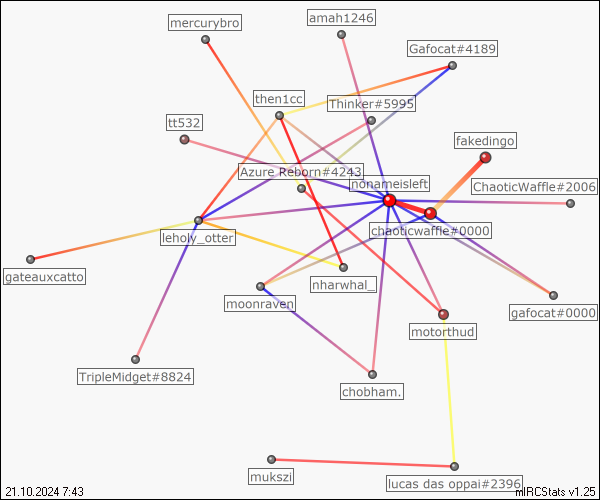 mercurybro
amah1246
Gafocat#4189
then1cc
Thinker#5995
tt532
fakedingo
Azure Reborn#4243
nonameisleft
ChaoticWaffle#2006
leholy_otter
chaoticwaffle#0000
gateauxcatto
nharwhal_
moonraven
gafocat#0000
motorthud
TripleMidget#8824
chobham.
mukszi
lucas das oppai#2396
21.10.2024 7:43
mIRCStats v1.25